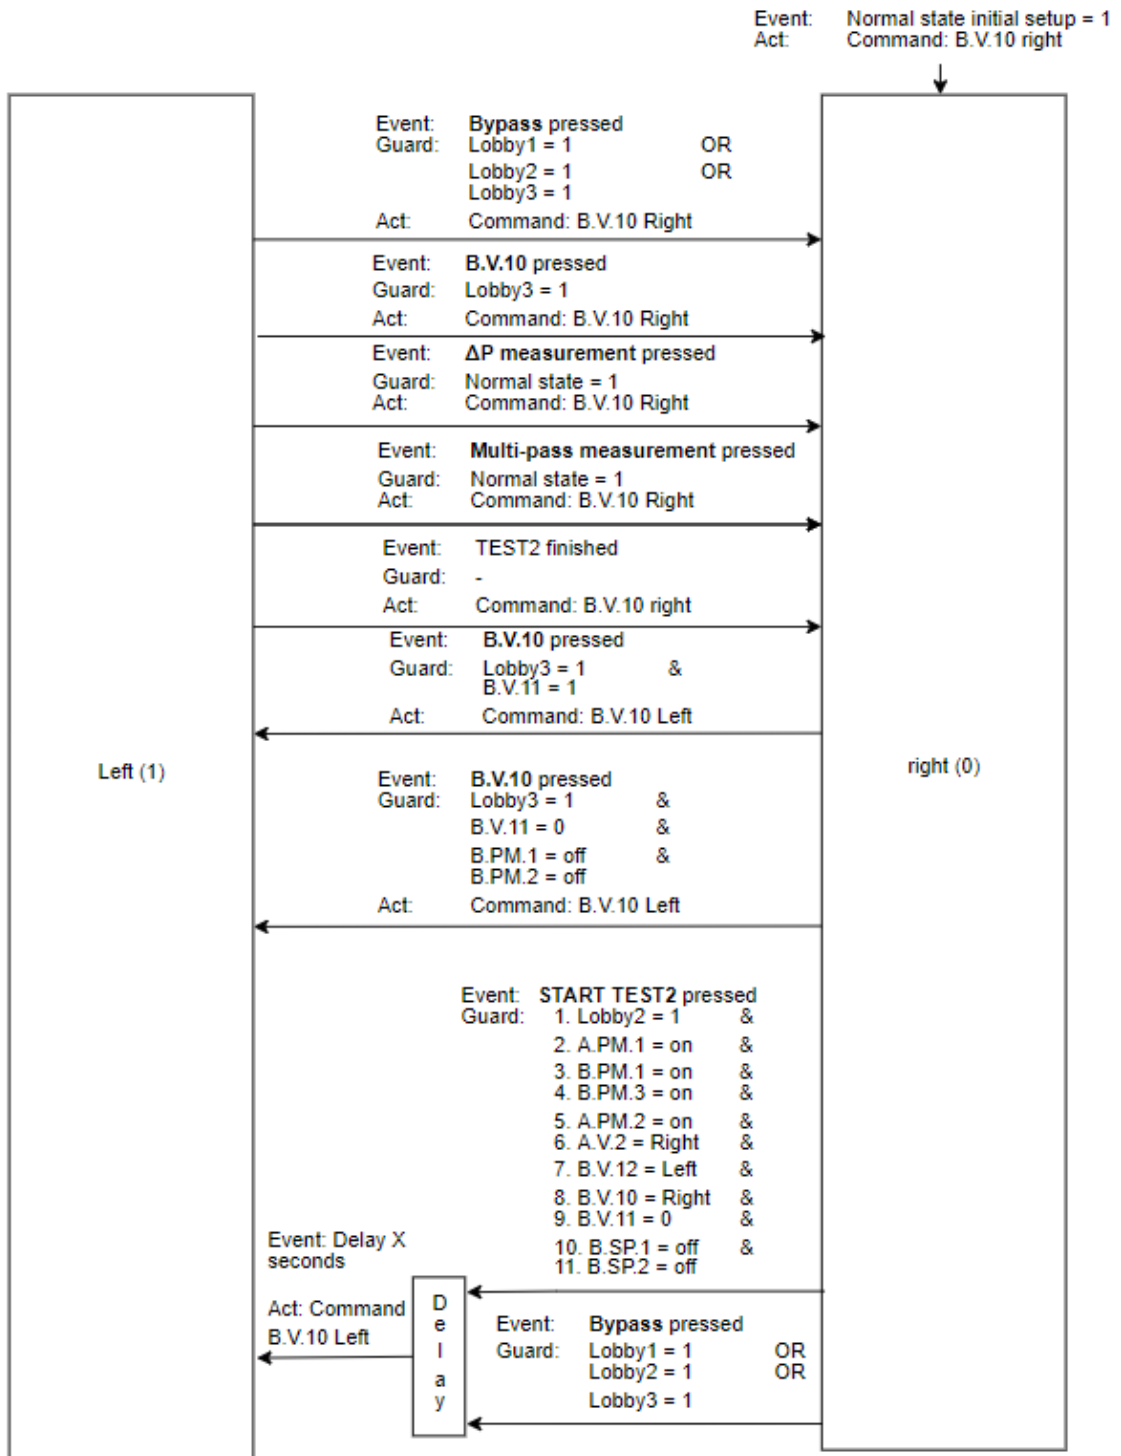 Event: Normal state initial setup = 1
Act: Command: B.V.10 right
Event: Bypass pressed
Guard: Lobby1 = 1 OR
Lobby2 = 1 OR
Lobby3 = 1
Act: Command: B.V.10 Right
Event: B.V.10 pressed
Guard: Lobby3 = 1
Act: Command: B.V.10 Right
Event: ΔP measurement pressed
Guard: Normal state = 1
Act: Command: B.V.10 Right
Event: Multi-pass measurement pressed
Guard: Normal state = 1
Act: Command: B.V.10 Right
Event: TEST2 finished
Guard: -
Act: Command: B.V.10 right
Event: B.V.10 pressed
Guard: Lobby3 = 1 &
B.V.11 = 1
Act: Command: B.V.10 Left
Left (1)
right (0)
Event: B.V.10 pressed
Guard: Lobby3 = 1 &
B.V.11 = 0 &
B.PM.1 = off &
B.PM.2 = off
Act: Command: B.V.10 Left
Event: START TEST2 pressed
Guard: 1. Lobby2 = 1 &
2. A.PM.1 = on &
3. B.PM.1 = on &
4. B.PM.3 = on &
5. A.PM.2 = on &
6. A.V.2 = Right &
7. B.V.12 = Left &
8. B.V.10 = Right &
9. B.V.11 = 0 &
10. B.SP.1 = off &
11. B.SP.2 = off
Event: Delay X
seconds
Act: Command
B.V.10 Left
Delay
Event: Bypass pressed
Guard: Lobby1 = 1 OR
Lobby2 = 1 OR
Lobby3 = 1